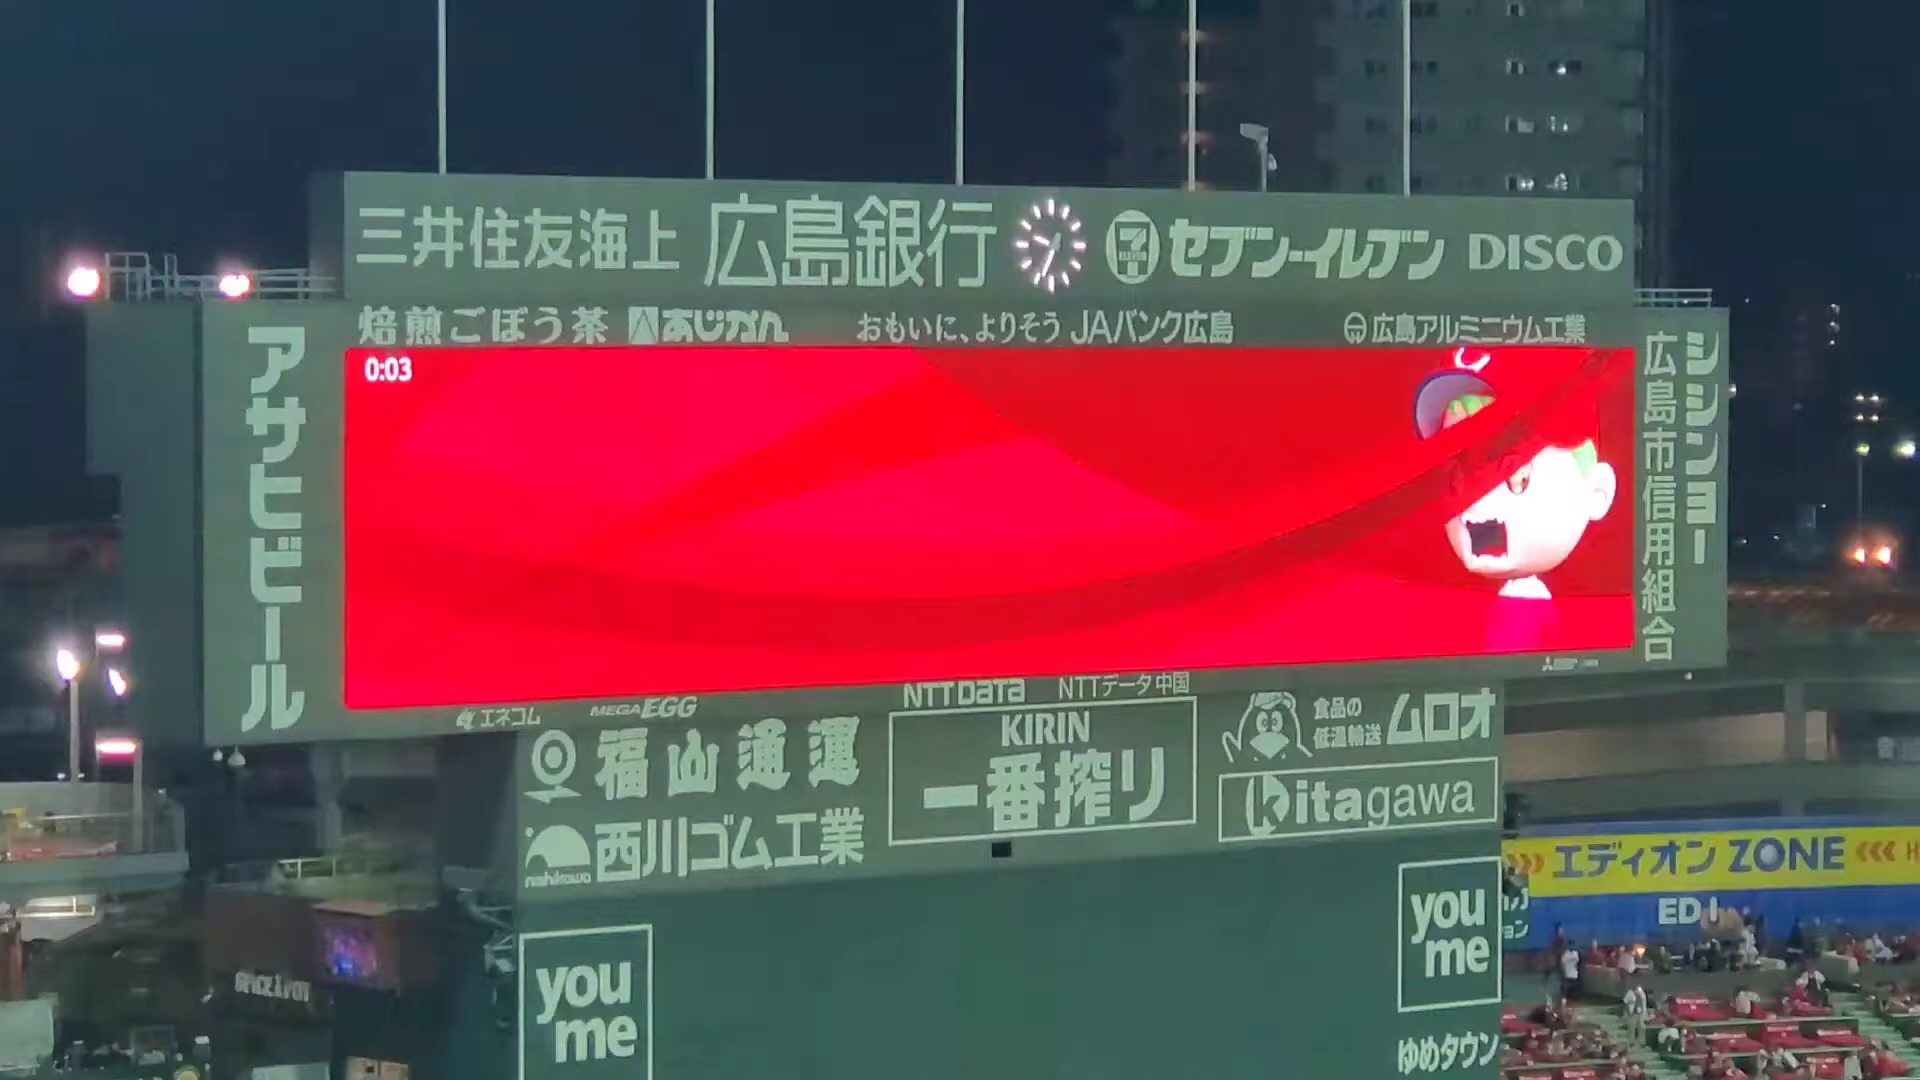 三井住友海上
広島銀行
セブン-イレブン
DISCO
焙煎ごぼう茶
あじかん
おもいに、よりそう JAバンク広島
広島アルミニウム工業
アサヒビール
0:03
シシンヨー
広島市信用組合
エネコム
MEGA EGG
NTT DATA
NTTデータ中国
福山通運
KIRIN
一番搾り
食品の
低温輸送
ムロオ
kitagawa
nishikawa
西川ゴム工業
エディオン ZONE
EDI
you
me
you
me
ゆめタウン